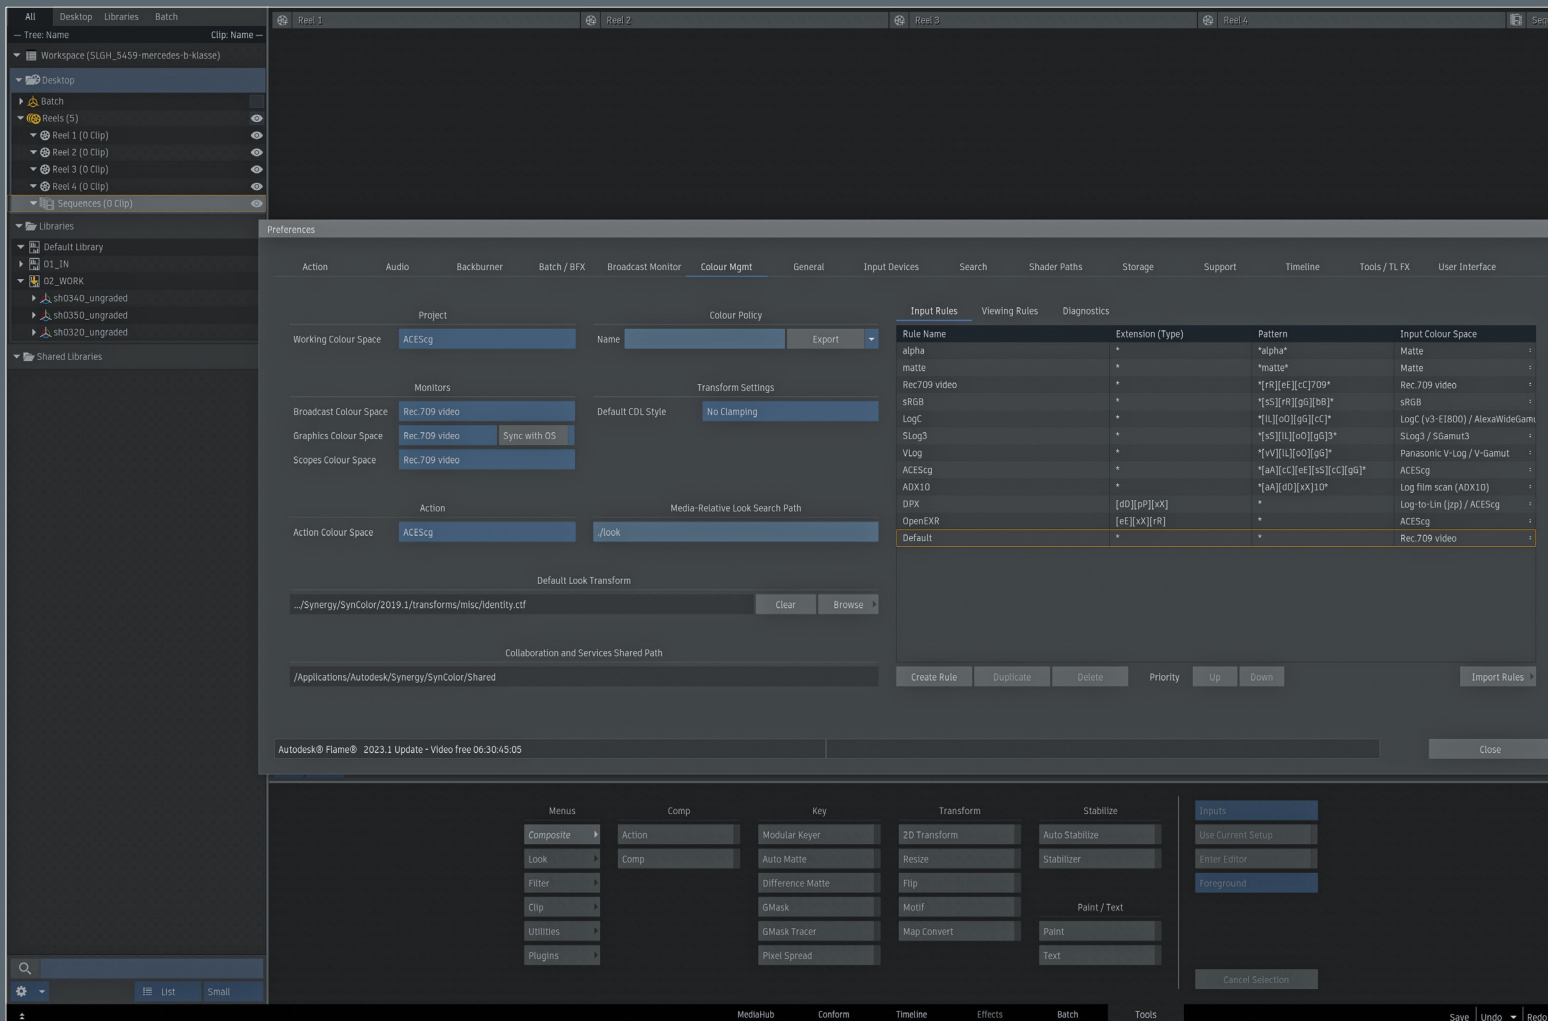 All Desktop Libraries Batch
Tree: Name Clip: Name
Workspace (SLGH_5459-mercedes-b-klasse)
Desktop
Batch
Reels (5)
Reel 1 (0 Clip)
Reel 2 (0 Clip)
Reel 3 (0 Clip)
Reel 4 (0 Clip)
Sequences (0 Clip)
Libraries
Default Library
01_IN
02_WORK
sh0340_ungraded
sh0350_ungraded
sh0320_ungraded
Shared Libraries
List Small
Reel 1 Reel 2 Reel 3 Reel 4
Preferences
Action Audio Backburner Batch / BFX Broadcast Monitor Colour Mgmt General Input Devices Search Shader Paths Storage Support Timeline Tools / TL FX User Interface
Project
Working Colour Space ACEScg
Colour Policy
Name Export
Monitors
Broadcast Colour Space Rec.709 video
Graphics Colour Space Rec.709 video Sync with OS
Scopes Colour Space Rec.709 video
Transform Settings
Default CDL Style No Clamping
Action
Action Colour Space ACEScg
Media-Relative Look Search Path
./look
Default Look Transform
.../Synergy/SynColor/2019.1/transforms/misc/identity.ctf Clear Browse
Collaboration and Services Shared Path
/Applications/Autodesk/Synergy/SynColor/Shared
Input Rules Viewing Rules Diagnostics
Rule Name Extension (Type) Pattern Input Colour Space
alpha * *alpha* Matte
matte * *matte* Matte
Rec709 video * *[rR][eE][cC]709* Rec.709 video
sRGB * *[sS][rR][gG][bB]* sRGB
LogC * *[lL][oO][gG][cC]* LogC (v3-EI800) / AlexaWideGamu
SLog3 * *[sS][lL][oO][gG]3* SLog3 / SGamut3
VLog * *[vV][lL][oO][gG]* Panasonic V-Log / V-Gamut
ACEScg * *[aA][cC][eE][sS][cC][gG]* ACEScg
ADX10 * *[aA][dD][xX]10* Log film scan (ADX10)
DPX [dD][pP][xX] * Log-to-Lin (jzp) / ACEScg
OpenEXR [eE][xX][rR] * ACEScg
Default * * Rec.709 video
Create Rule Duplicate Delete Priority Up Down Import Rules
Autodesk® Flame® 2023.1 Update - Video free 06:30:45:05
Close
Menus Comp Key Transform Stabilize Inputs
Composite Action Modular Keyer 2D Transform Auto Stabilize Use Current Setup
Look Comp Auto Matte Resize Stabilizer Enter Editor
Filter Difference Matte Flip Foreground
Clip GMask Motif Paint / Text
Utilities GMask Tracer Map Convert Paint
Plugins Pixel Spread Text
Cancel Selection
MediaHub Conform Timeline Effects Batch Tools Save Undo Redo